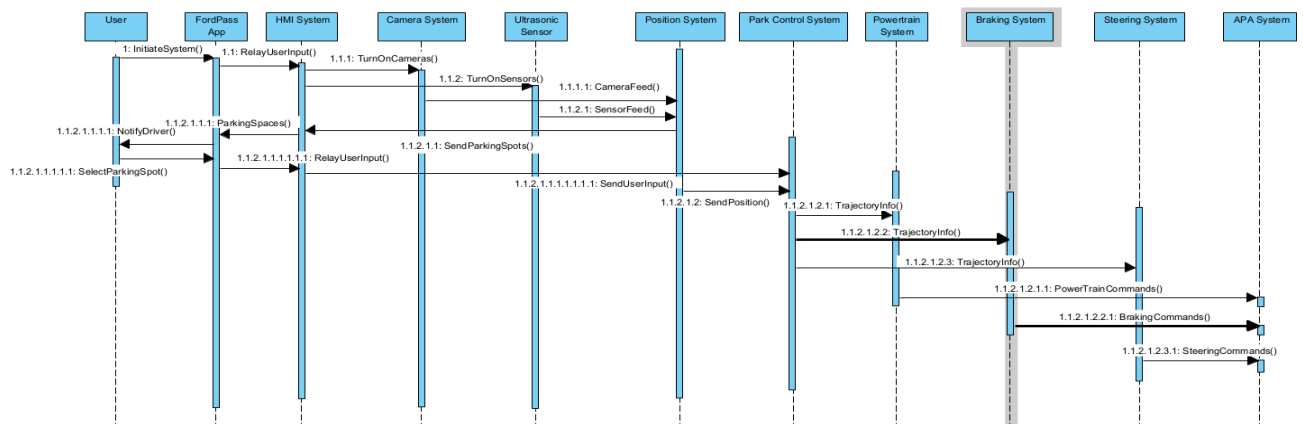 User
FordPass
App
HMI System
Camera System
Ultrasonic
Sensor
Position System
Park Control System
Powertrain
System
Braking System
Steering System
APA System
1: InitiateSystem()
1.1: RelayUserInput()
1.1.1: TurnOnCameras()
1.1.2: TurnOnSensors()
1.1.1.1: CameraFeed()
1.1.2.1: SensorFeed()
1.1.2.1.1.1: ParkingSpaces()
1.1.2.1.1.1.1: NotifyDriver()
1.1.2.1.1: SendParkingSpots()
1.1.2.1.1.1.1.1.1: RelayUserInput()
1.1.2.1.1.1.1.1: SelectParkingSpot()
1.1.2.1.1.1.1.1.1.1: SendUserInput()
1.1.2.1.2: SendPosition()
1.1.2.1.2.1: TrajectoryInfo()
1.1.2.1.2.2: TrajectoryInfo()
1.1.2.1.2.3: TrajectoryInfo()
1.1.2.1.2.1.1: PowerTrainCommands()
1.1.2.1.2.2.1: BrakingCommands()
1.1.2.1.2.3.1: SteeringCommands()